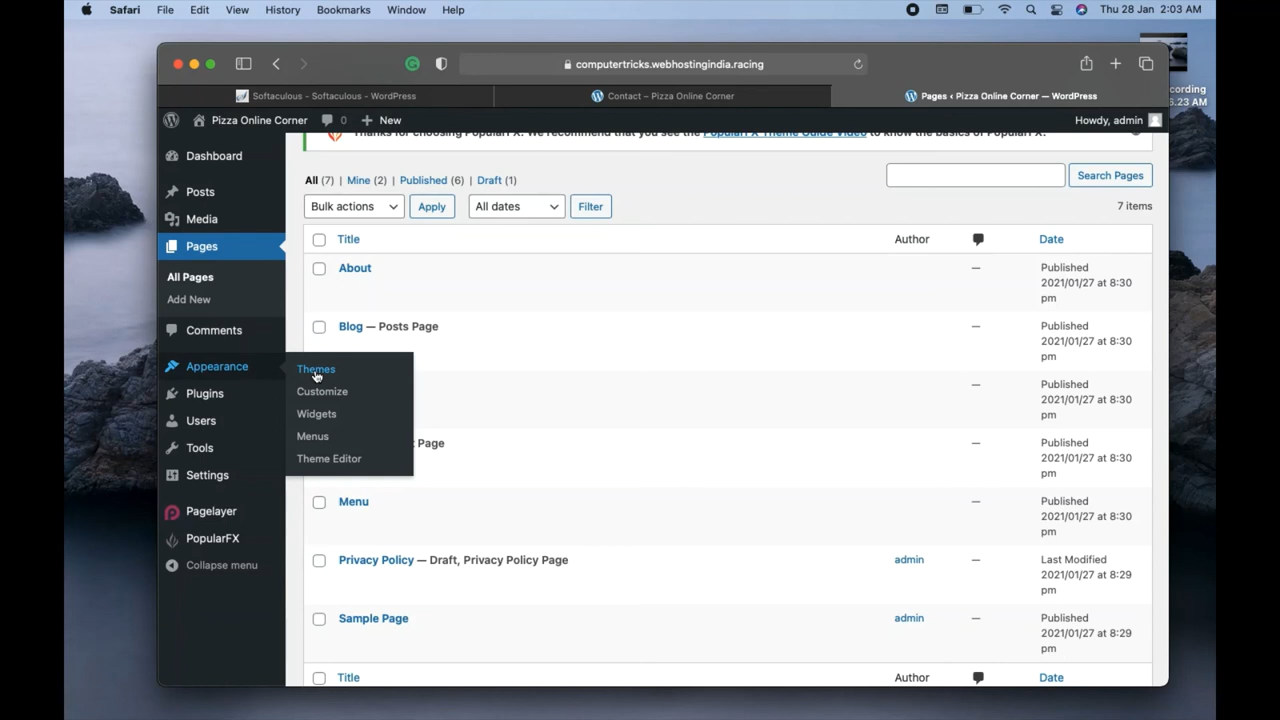 Safari File Edit View History Bookmarks Window Help Thu 28 Jan 2:03 AM
computertricks.webhostingindia.racing
cording
6.23 AM
Softaculous - Softaculous - WordPress
Contact – Pizza Online Corner
Pages ‹ Pizza Online Corner — WordPress
Pizza Online Corner 0 New Howdy, admin
Thanks for choosing PopularFX. We recommend that you see the PopularFX Theme Guide Video to know the basics of PopularFX.
Dashboard
Posts
Media
Pages
All Pages
Add New
Comments
Appearance
Plugins
Users
Tools
Settings
Pagelayer
PopularFX
Collapse menu
Themes
Customize
Widgets
Menus
Theme Editor
All (7) | Mine (2) | Published (6) | Draft (1)
Search Pages
Bulk actions Apply All dates Filter 7 items
Title Author Date
About — Published
2021/01/27 at 8:30
pm
Blog — Posts Page — Published
2021/01/27 at 8:30
pm
— Published
2021/01/27 at 8:30
pm
Page — Published
2021/01/27 at 8:30
pm
Menu — Published
2021/01/27 at 8:30
pm
Privacy Policy — Draft, Privacy Policy Page admin — Last Modified
2021/01/27 at 8:29
pm
Sample Page admin — Published
2021/01/27 at 8:29
pm
Title Author Date